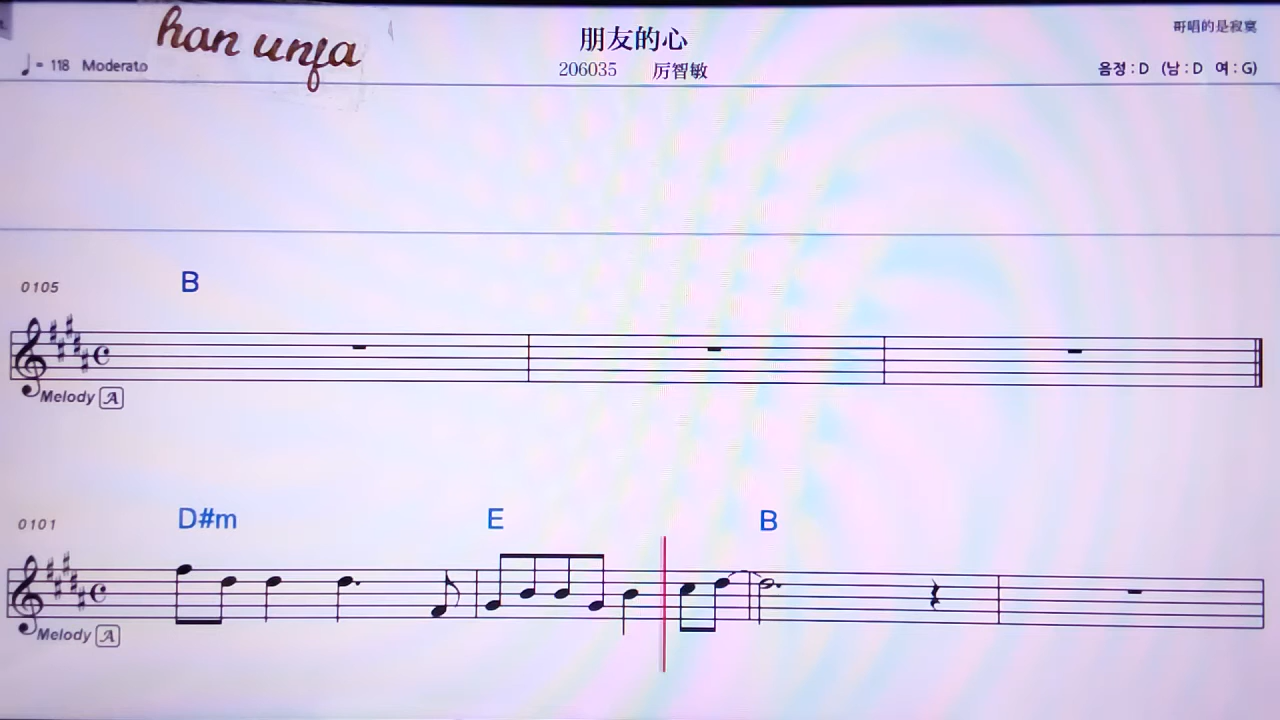 han unfa
朋友的心
哥唱的是寂寞
♩= 118 Moderato
206035 厉智敏
음정 : D (남 : D 여 : G)
0105
B
Melody A
0101
D#m E B
Melody A